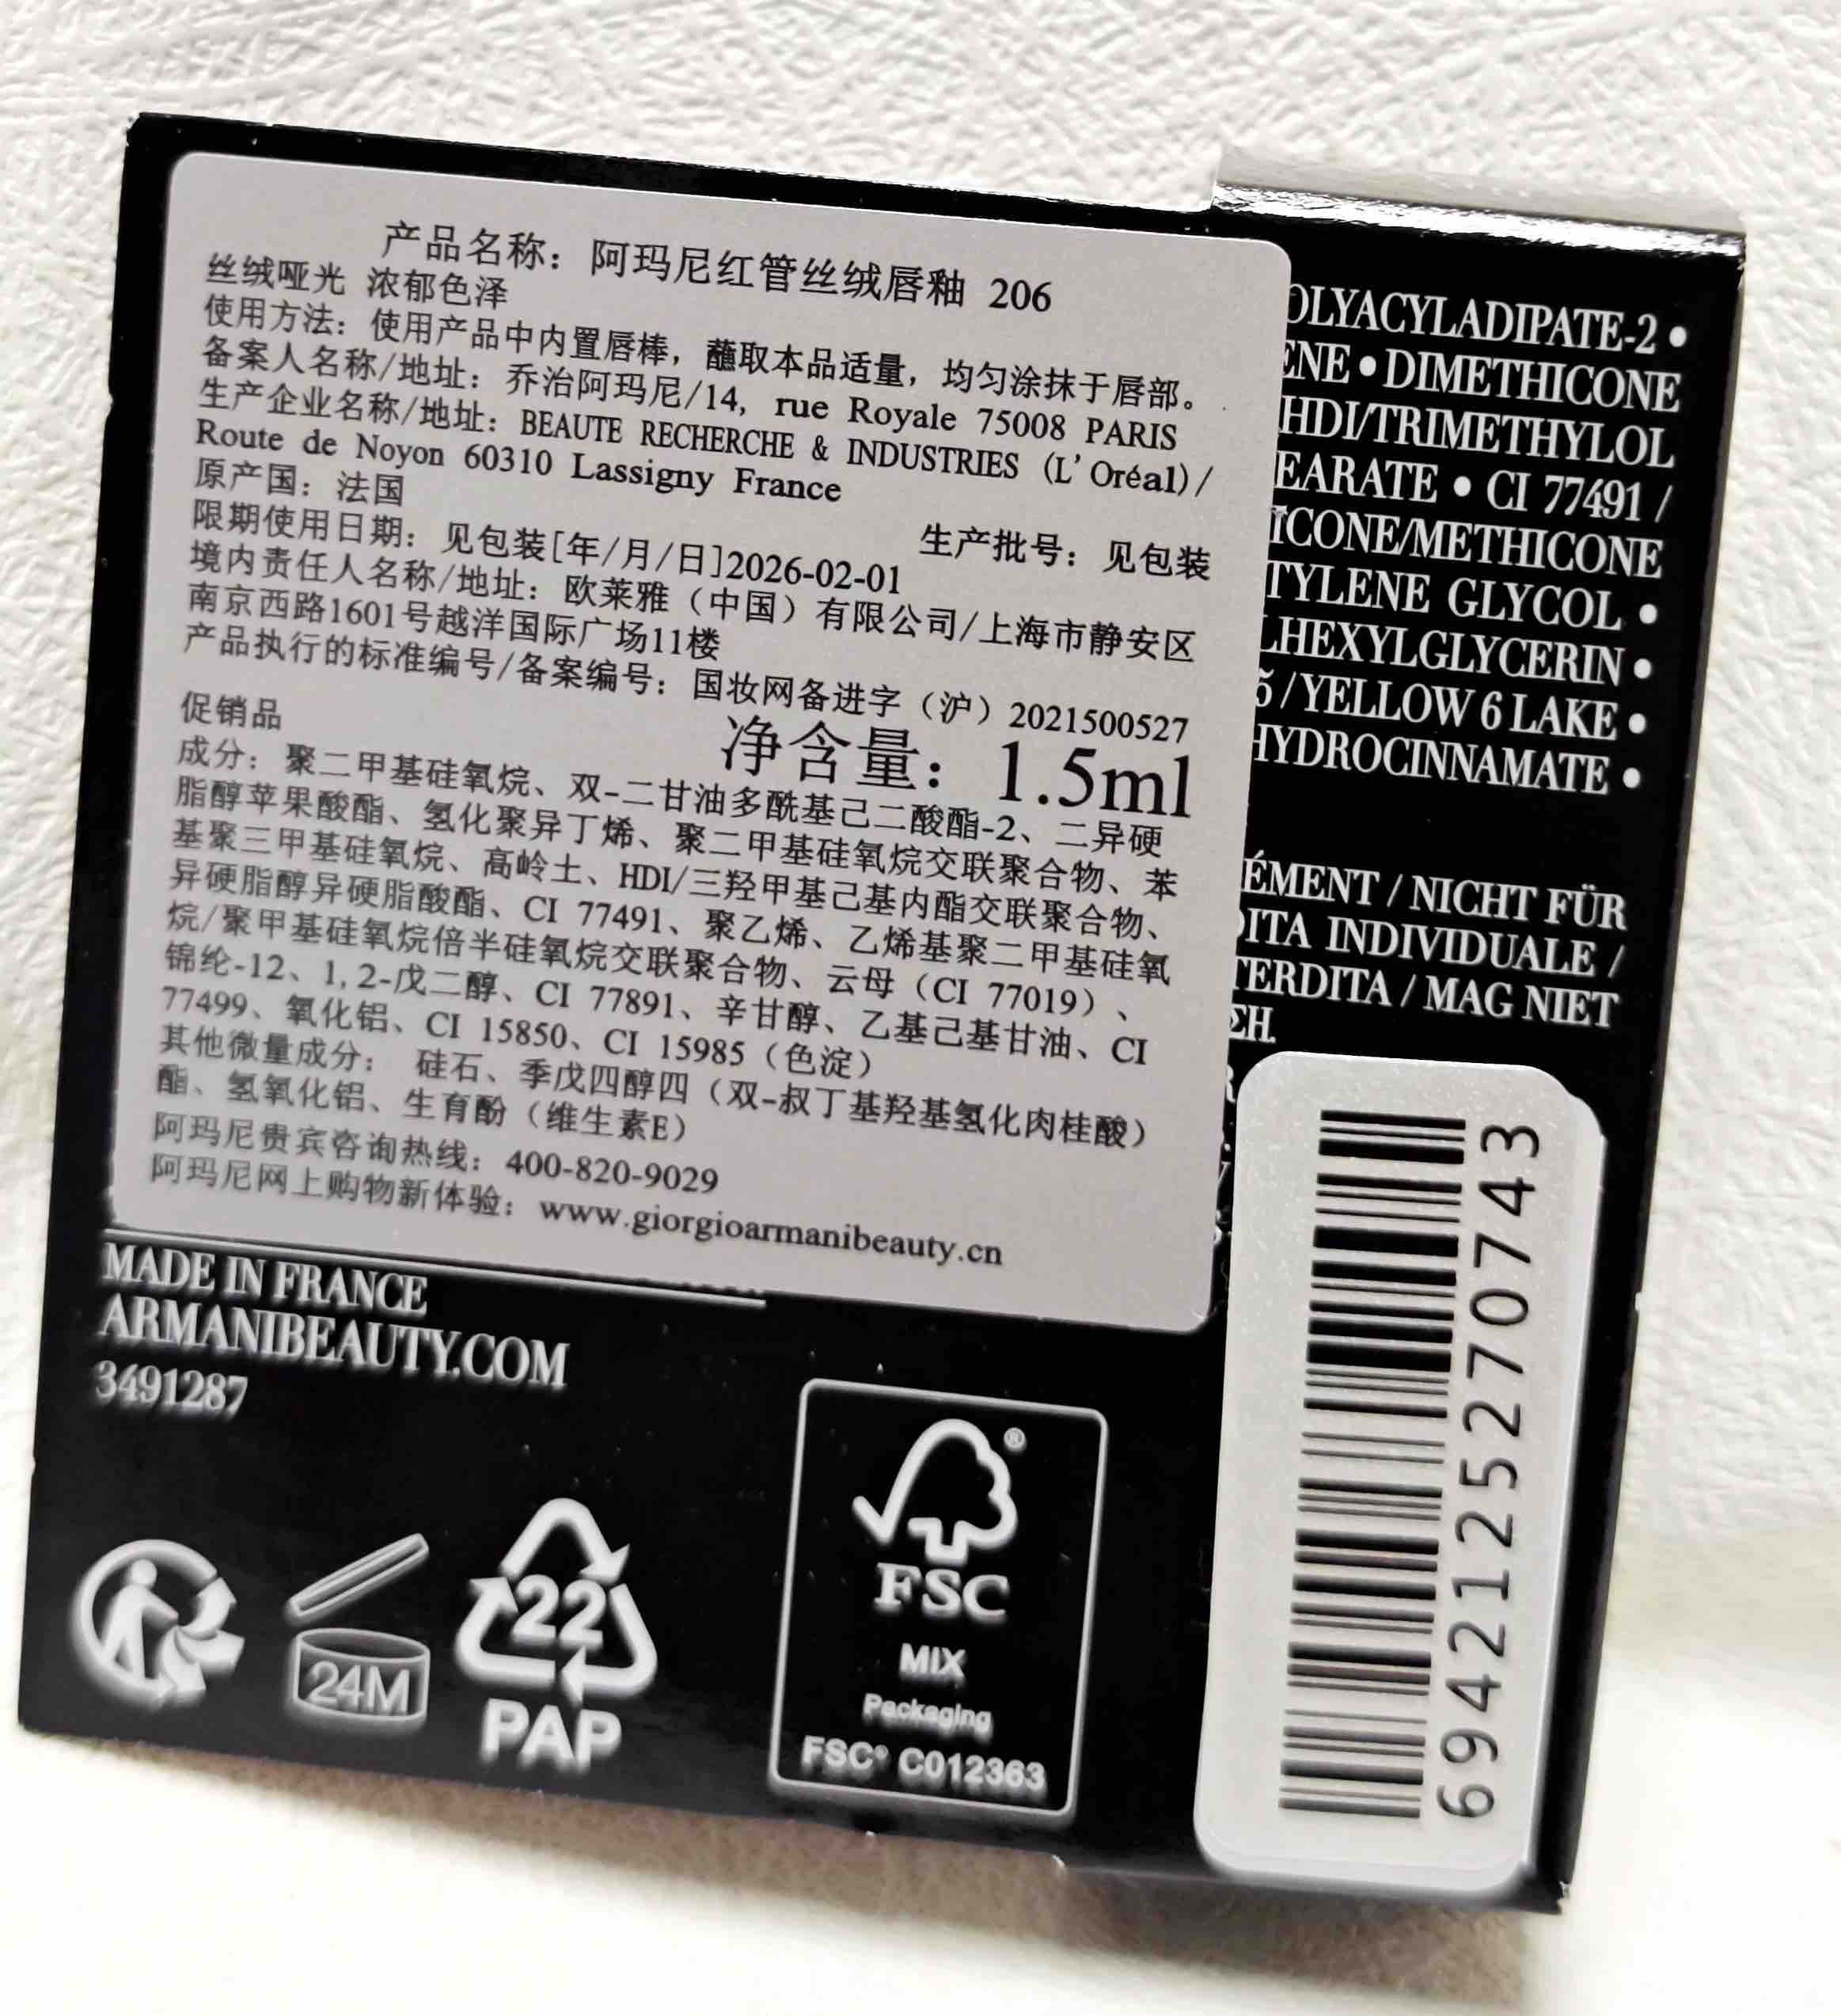 产品名称：阿玛尼红管丝绒唇釉 206
丝绒哑光 浓郁色泽
使用方法：使用产品中内置唇棒，蘸取本品适量，均匀涂抹于唇部。
备案人名称/地址：乔治阿玛尼/14, rue Royale 75008 PARIS
生产企业名称/地址：BEAUTE RECHERCHE & INDUSTRIES (L'Oréal)/
Route de Noyon 60310 Lassigny France
原产国：法国
生产批号：见包装
限期使用日期：见包装[年/月/日]2026-02-01
境内责任人名称/地址：欧莱雅（中国）有限公司/上海市静安区
南京西路1601号越洋国际广场11楼
产品执行的标准编号/备案编号：国妆网备进字（沪）2021500527
促销品
净含量：1.5ml
成分：聚二甲基硅氧烷、双-二甘油多酰基己二酸酯-2、二异硬
脂醇苹果酸酯、氢化聚异丁烯、聚二甲基硅氧烷交联聚合物、苯
基聚三甲基硅氧烷、高岭土、HDI/三羟甲基己基内酯交联聚合物、
异硬脂醇异硬脂酸酯、CI 77491、聚乙烯、乙烯基聚二甲基硅氧
烷/聚甲基硅氧烷倍半硅氧烷交联聚合物、云母（CI 77019）、
锦纶-12、1,2-戊二醇、CI 77891、辛甘醇、乙基己基甘油、CI
77499、氧化铝、CI 15850、CI 15985（色淀）
其他微量成分： 硅石、季戊四醇四（双-叔丁基羟基氢化肉桂酸）
酯、氢氧化铝、生育酚（维生素E）
阿玛尼贵宾咨询热线：400-820-9029
阿玛尼网上购物新体验：www.giorgioarmanibeauty.cn
MADE IN FRANCE
ARMANIBEAUTY.COM
3491287
24M
22
PAP
FSC®
MIX
Packaging
FSC® C012363
OLYACYLADIPATE-2 •
ENE • DIMETHICONE
HDI/TRIMETHYLOL
EARATE • CI 77491 /
ICONE/METHICONE
TYLENE GLYCOL •
LHEXYLGLYCERIN •
5 / YELLOW 6 LAKE •
HYDROCINNAMATE •
ÉMENT / NICHT FÜR
DITA INDIVIDUALE /
TERDITA / MAG NIET
ΣΗ.
6942125270743